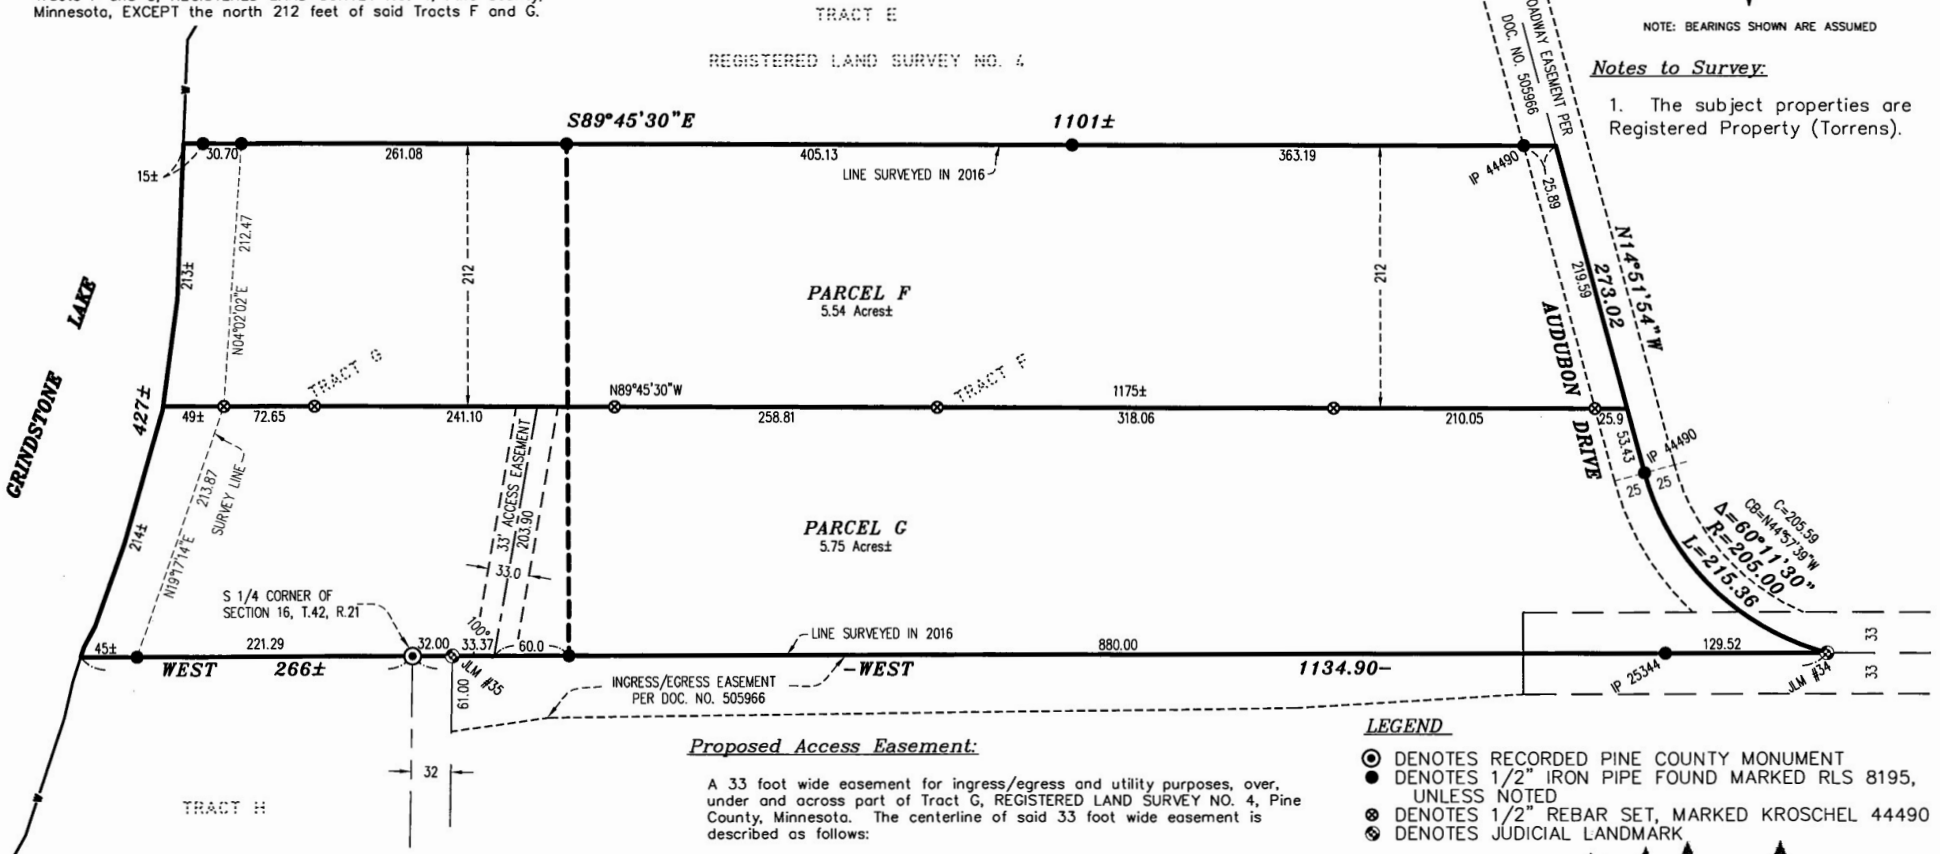 Minnesota, EXCEPT the north 212 feet of said Tracts F and G.
TRACT E
REGISTERED LAND SURVEY NO. 4
NOTE: BEARINGS SHOWN ARE ASSUMED
Notes to Survey:
1. The subject properties are
Registered Property (Torrens).
OADWAY EASEMENT PER
DOC. NO. 505966
S89°45'30"E
1101±
30.70
261.08
405.13
363.19
15±
LINE SURVEYED IN 2016
IP 44490
25.89
212.47
N04°02'02"E
213±
212
212
GRINDSTONE LAKE
427±
PARCEL F
5.54 Acres±
TRACT G
TRACT F
219.59
273.02
N14°51'54"W
AUDUBON DRIVE
N89°45'30"W
1175±
49±
72.65
241.10
258.81
318.06
210.05
25.9
53.43
IP 44490
25
25
213.87
SURVEY LINE
N19°17'14"E
214±
33' ACCESS EASEMENT
203.90
33.0
PARCEL G
5.75 Acres±
C=205.59
CB=N44°57'39"W
Δ=60°11'30"
R=205.00
L=215.36
S 1/4 CORNER OF
SECTION 16, T.42, R.21
100°
LINE SURVEYED IN 2016
45±
221.29
32.00
33.37
60.0
880.00
129.52
33
33
WEST
266±
JLM #35
-WEST
1134.90-
IP 25344
JLM #34
61.00
INGRESS/EGRESS EASEMENT
PER DOC. NO. 505966
32
TRACT H
Proposed Access Easement:
A 33 foot wide easement for ingress/egress and utility purposes, over,
under and across part of Tract G, REGISTERED LAND SURVEY NO. 4, Pine
County, Minnesota. The centerline of said 33 foot wide easement is
described as follows:
LEGEND
DENOTES RECORDED PINE COUNTY MONUMENT
DENOTES 1/2" IRON PIPE FOUND MARKED RLS 8195,
UNLESS NOTED
DENOTES 1/2" REBAR SET, MARKED KROSCHEL 44490
DENOTES JUDICIAL LANDMARK